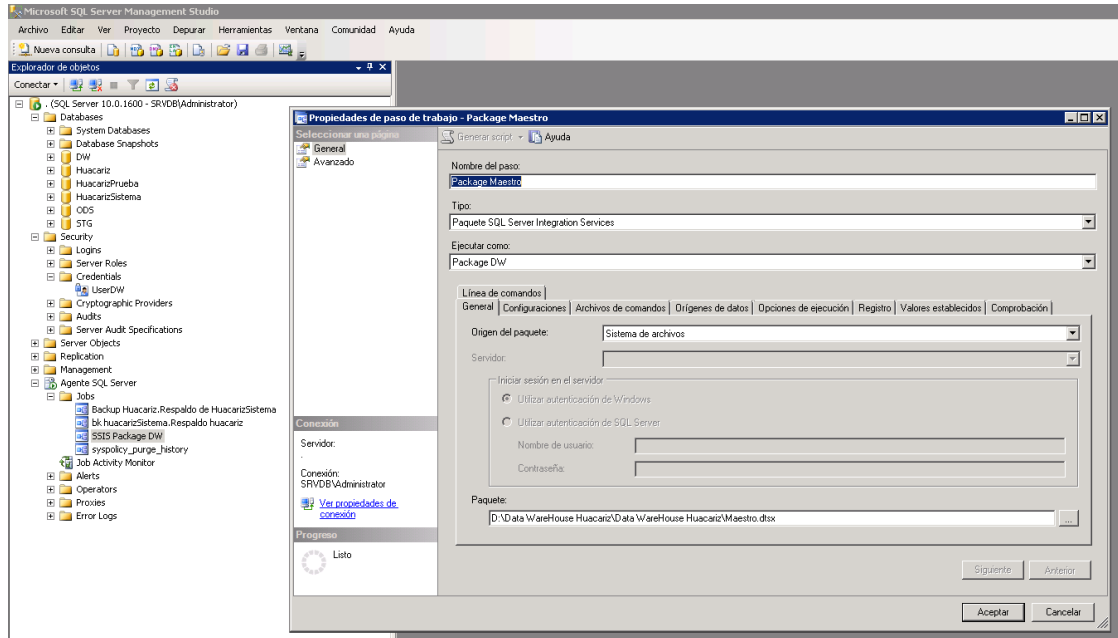 Microsoft SQL Server Management Studio
Archivo Editar Ver Proyecto Depurar Herramientas Ventana Comunidad Ayuda
Nueva consulta
Explorador de objetos
Conectar
. (SQL Server 10.0.1600 - SRVDB\Administrator)
Databases
System Databases
Database Snapshots
DW
Huacariz
HuacarizPrueba
HuacarizSistema
ODS
STG
Security
Logins
Server Roles
Credentials
UserDW
Cryptographic Providers
Audits
Server Audit Specifications
Server Objects
Replication
Management
Agente SQL Server
Jobs
Backup Huacariz.Respaldo de HuacarizSistema
bk huacarizSistema.Respaldo huacariz
SSIS Package DW
syspolicy_purge_history
Job Activity Monitor
Alerts
Operators
Proxies
Error Logs
Propiedades de paso de trabajo - Package Maestro
Seleccionar una página
General
Avanzado
Generar script Ayuda
Nombre del paso:
Package Maestro
Tipo:
Paquete SQL Server Integration Services
Ejecutar como:
Package DW
Línea de comandos
General Configuraciones Archivos de comandos Orígenes de datos Opciones de ejecución Registro Valores establecidos Comprobación
Origen del paquete: Sistema de archivos
Servidor:
Iniciar sesión en el servidor
Utilizar autenticación de Windows
Utilizar autenticación de SQL Server
Nombre de usuario:
Contraseña:
Paquete:
D:\Data WareHouse Huacariz\Data WareHouse Huacariz\Maestro.dtsx
...
Conexión
Servidor:
.
Conexión:
SRVDB\Administrator
Ver propiedades de
conexión
Progreso
Listo
Siguiente Anterior
Aceptar Cancelar